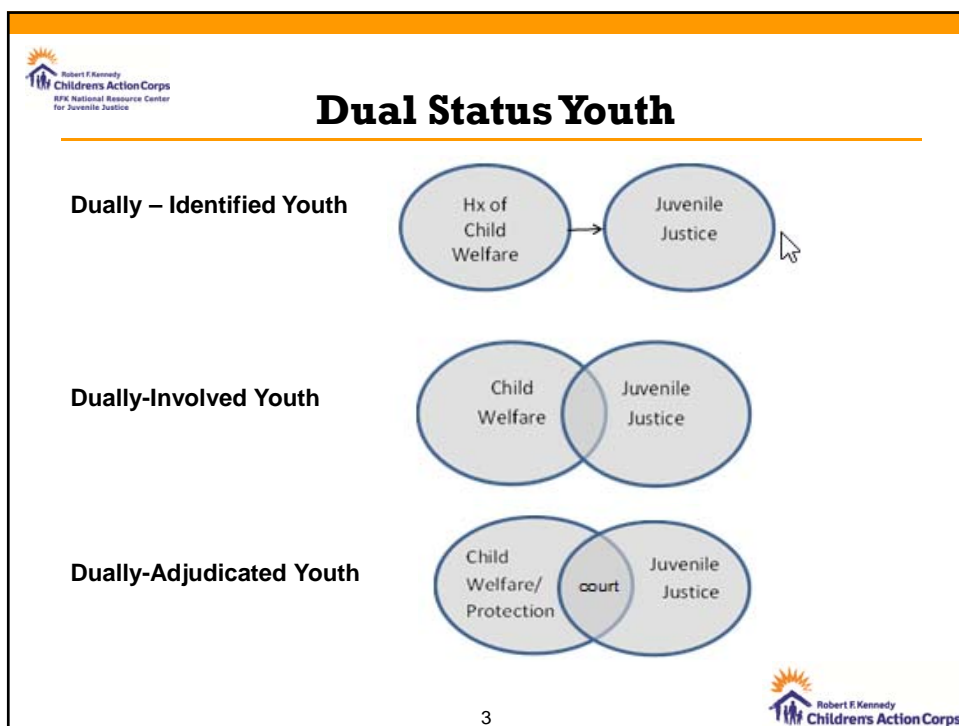 Robert F. Kennedy
Children's Action Corps
RFK National Resource Center
for Juvenile Justice
Dual Status Youth
Dually – Identified Youth
Hx of
Child
Welfare
Juvenile
Justice
Dually-Involved Youth
Child
Welfare
Juvenile
Justice
Dually-Adjudicated Youth
Child
Welfare/
Protection
court
Juvenile
Justice
3
Robert F. Kennedy
Children's Action Corps